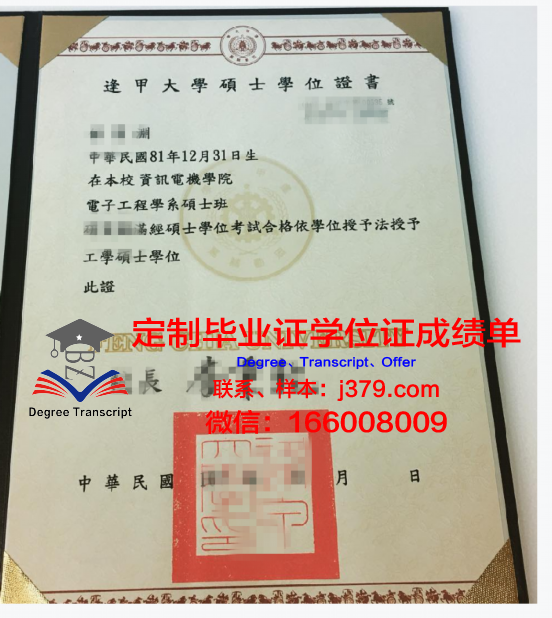 逢甲大學碩士學位證書
號
中華民國81年12月31日生
在本校 資訊電機學院
電子工程學系碩士班
經碩士學位考試合格依學位授予法授予
工學碩士學位
此證
定制毕业证学位证成绩单
Degree、Transcript、Offer
联系、样本：j379.com
微信：166008009
BZ
Degree Transcript
長
中華民國 月 日